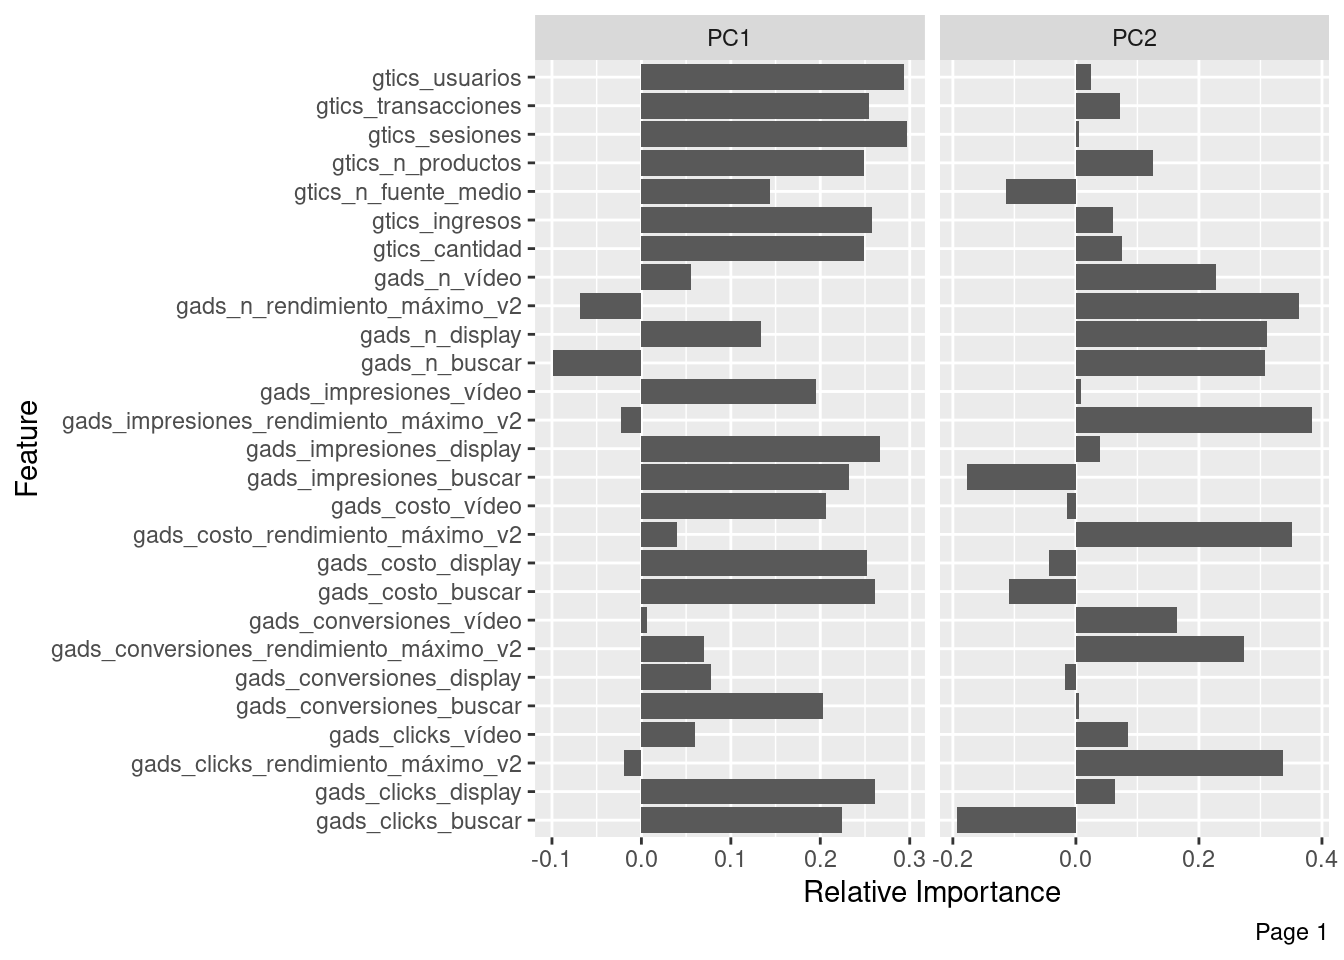 PC1 PC2
gtics_usuarios
gtics_transacciones
gtics_sesiones
gtics_n_productos
gtics_n_fuente_medio
gtics_ingresos
gtics_cantidad
gads_n_vídeo
gads_n_rendimiento_máximo_v2
gads_n_display
gads_n_buscar
gads_impresiones_vídeo
gads_impresiones_rendimiento_máximo_v2
gads_impresiones_display
gads_impresiones_buscar
gads_costo_vídeo
gads_costo_rendimiento_máximo_v2
gads_costo_display
gads_costo_buscar
gads_conversiones_vídeo
gads_conversiones_rendimiento_máximo_v2
gads_conversiones_display
gads_conversiones_buscar
gads_clicks_vídeo
gads_clicks_rendimiento_máximo_v2
gads_clicks_display
gads_clicks_buscar
Feature
-0.1 0.0 0.1 0.2 0.3 -0.2 0.0 0.2 0.4
Relative Importance
Page 1